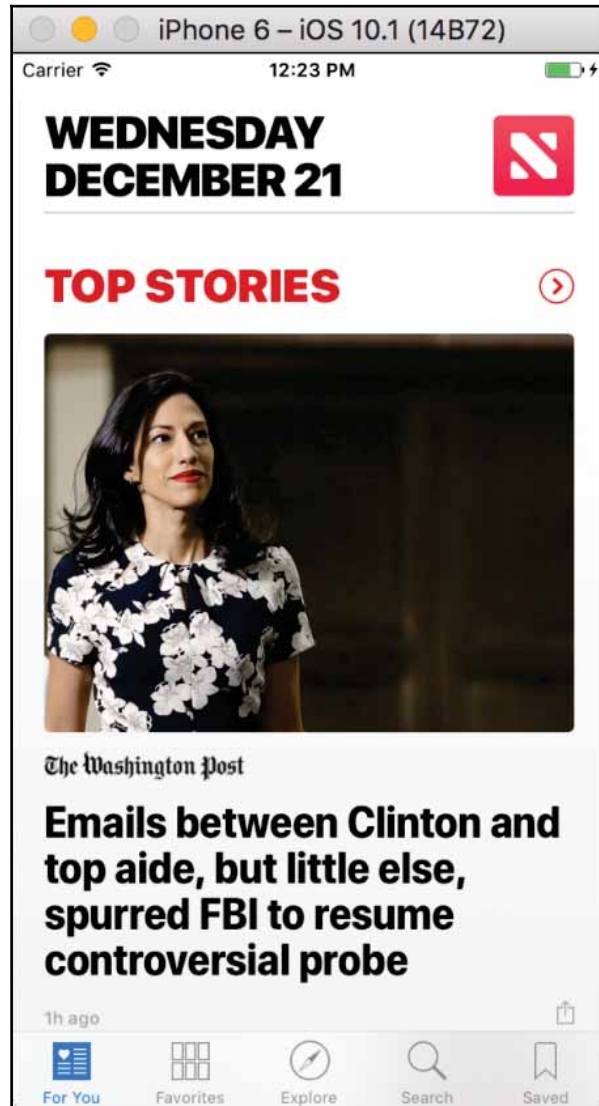 iPhone 6 – iOS 10.1 (14B72)
Carrier 12:23 PM
WEDNESDAY
DECEMBER 21
TOP STORIES
The Washington Post
Emails between Clinton and
top aide, but little else,
spurred FBI to resume
controversial probe
1h ago
For You Favorites Explore Search Saved